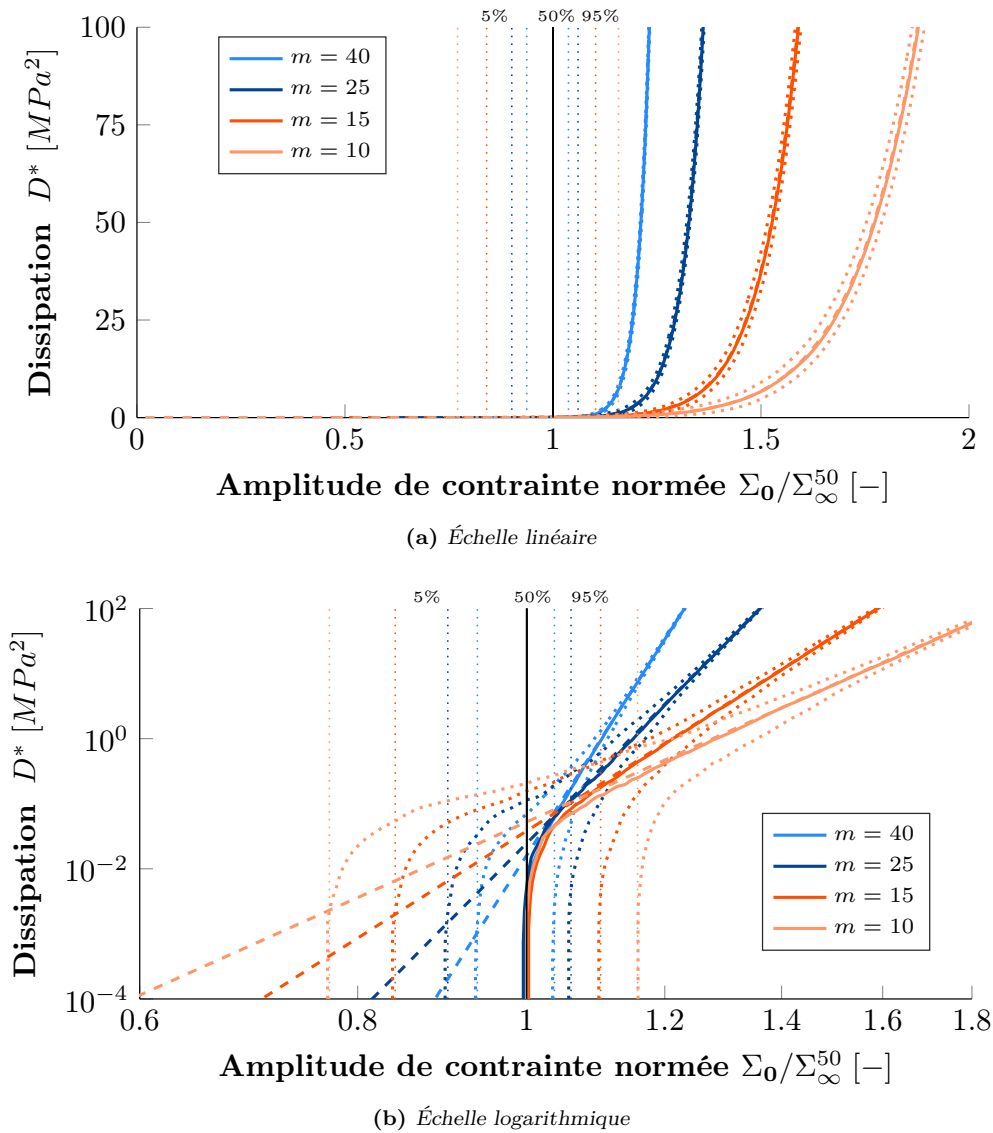 5% 50% 95%
100
75
50
25
0
m = 40
m = 25
m = 15
m = 10
Dissipation D* [MPa²]
0 0.5 1 1.5 2
Amplitude de contrainte normée Σ₀/Σ∞⁵⁰ [−]
(a) Échelle linéaire
5% 50% 95%
10²
10⁰
10⁻²
10⁻⁴
m = 40
m = 25
m = 15
m = 10
Dissipation D* [MPa²]
0.6 0.8 1 1.2 1.4 1.6 1.8
Amplitude de contrainte normée Σ₀/Σ∞⁵⁰ [−]
(b) Échelle logarithmique